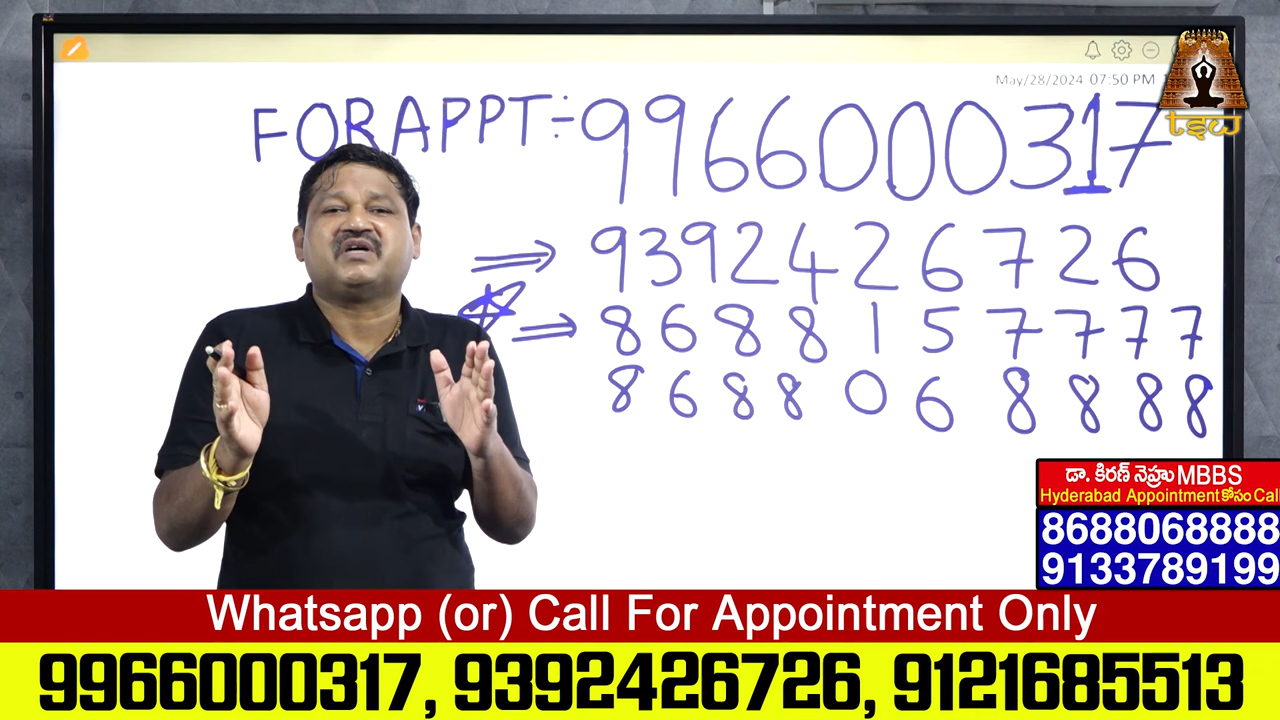 May/28/2024 07:50 PM
FOR APPT:- 9966000317
tsw
⇒ 9392426726
⇒ 8688157777
8688068888
డా. కిరణ్ నెహ్రు MBBS
Hyderabad Appointment కోసం Call
8688068888
9133789199
Whatsapp (or) Call For Appointment Only
9966000317, 9392426726, 9121685513